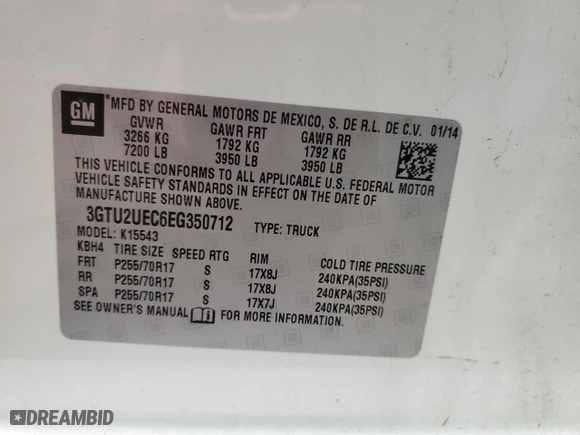 GM
*MFD BY GENERAL MOTORS DE MEXICO, S. DE R.L. DE C.V. 01/14
GVWR GAWR FRT GAWR RR
3266 KG 1792 KG 1792 KG
7200 LB 3950 LB 3950 LB
THIS VEHICLE CONFORMS TO ALL APPLICABLE U.S. FEDERAL MOTOR
VEHICLE SAFETY STANDARDS IN EFFECT ON THE DATE OF
MANUFACTURE SHOWN ABOVE.
3GTU2UEC6EG350712 TYPE: TRUCK
MODEL: K15543
KBH4 TIRE SIZE SPEED RTG RIM COLD TIRE PRESSURE
FRT P255/70R17 S 17X8J 240KPA(35PSI)
RR P255/70R17 S 17X8J 240KPA(35PSI)
SPA P255/70R17 S 17X7J 240KPA(35PSI)
SEE OWNER'S MANUAL FOR MORE INFORMATION.
DREAMBID